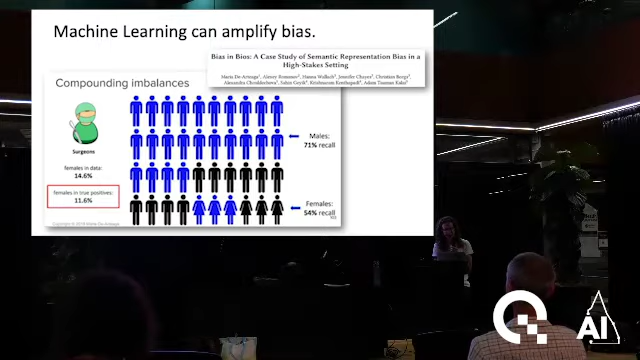 Machine Learning can amplify bias.
Bias in Bios: A Case Study of Semantic Representation Bias in a
High-Stakes Setting
Compounding imbalances
Surgeons
females in data:
14.6%
females in true positives:
11.6%
Males:
71% recall
Females:
54% recall
AI